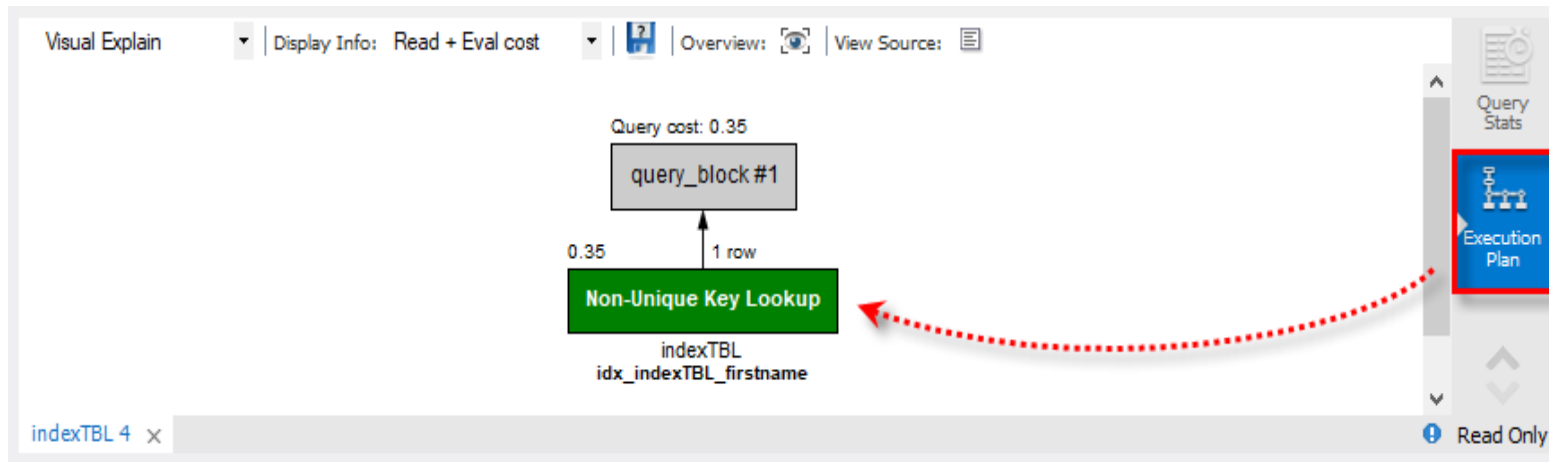 Visual Explain Display Info: Read + Eval cost Overview: View Source:
Query
Stats
Query cost: 0.35
query_block #1
0.35 1 row
Execution
Plan
Non-Unique Key Lookup
indexTBL
idx_indexTBL_firstname
indexTBL 4 Read Only